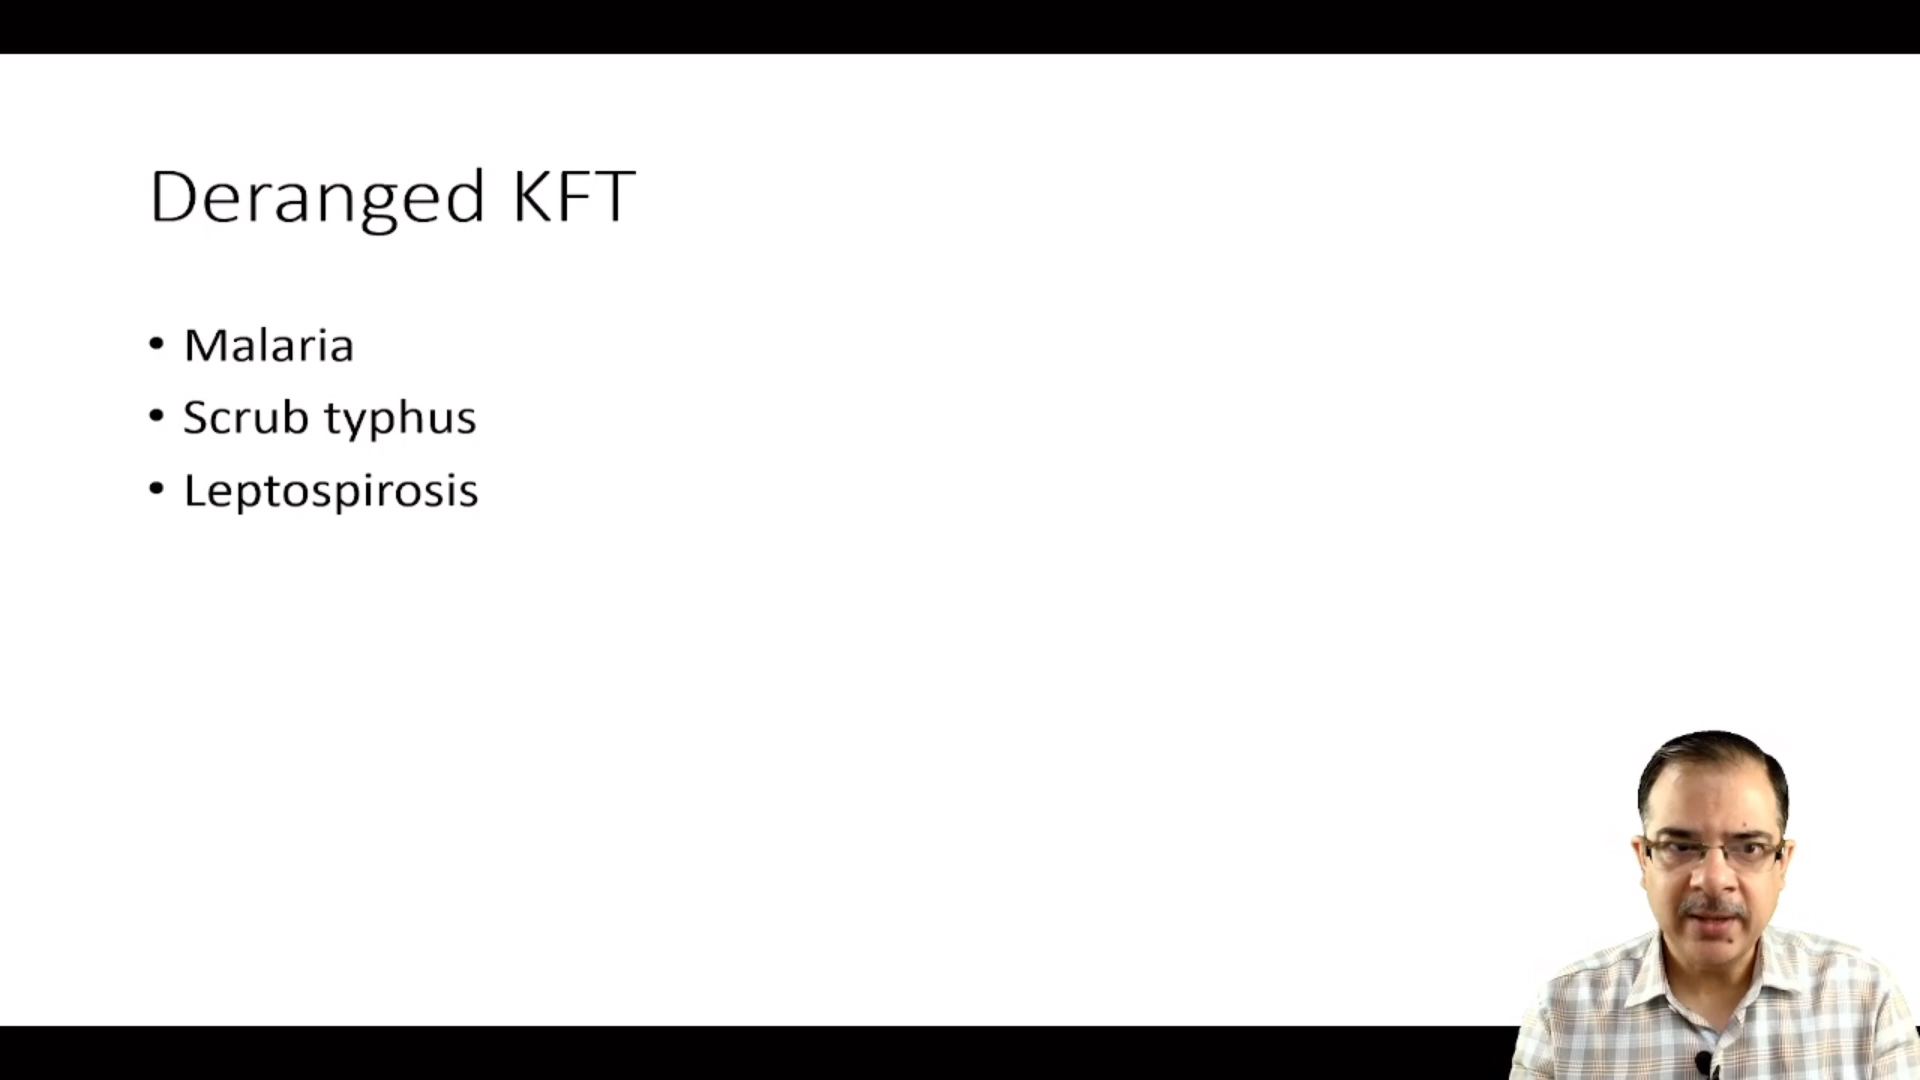 Deranged KFT
• Malaria
• Scrub typhus
• Leptospirosis